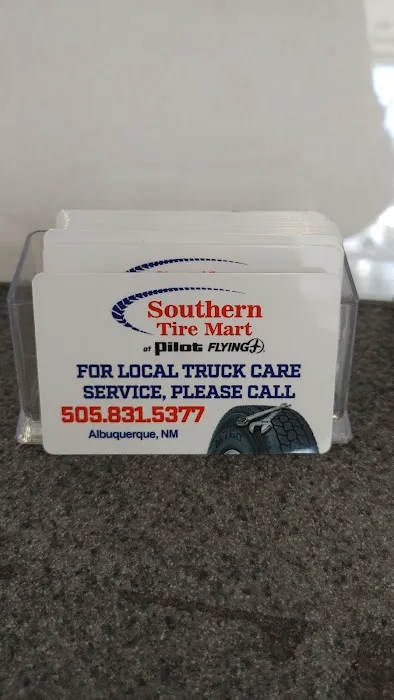 Southern
Tire Mart
at Pilot FLYING J
FOR LOCAL TRUCK CARE
SERVICE, PLEASE CALL
505.831.5377
Albuquerque, NM